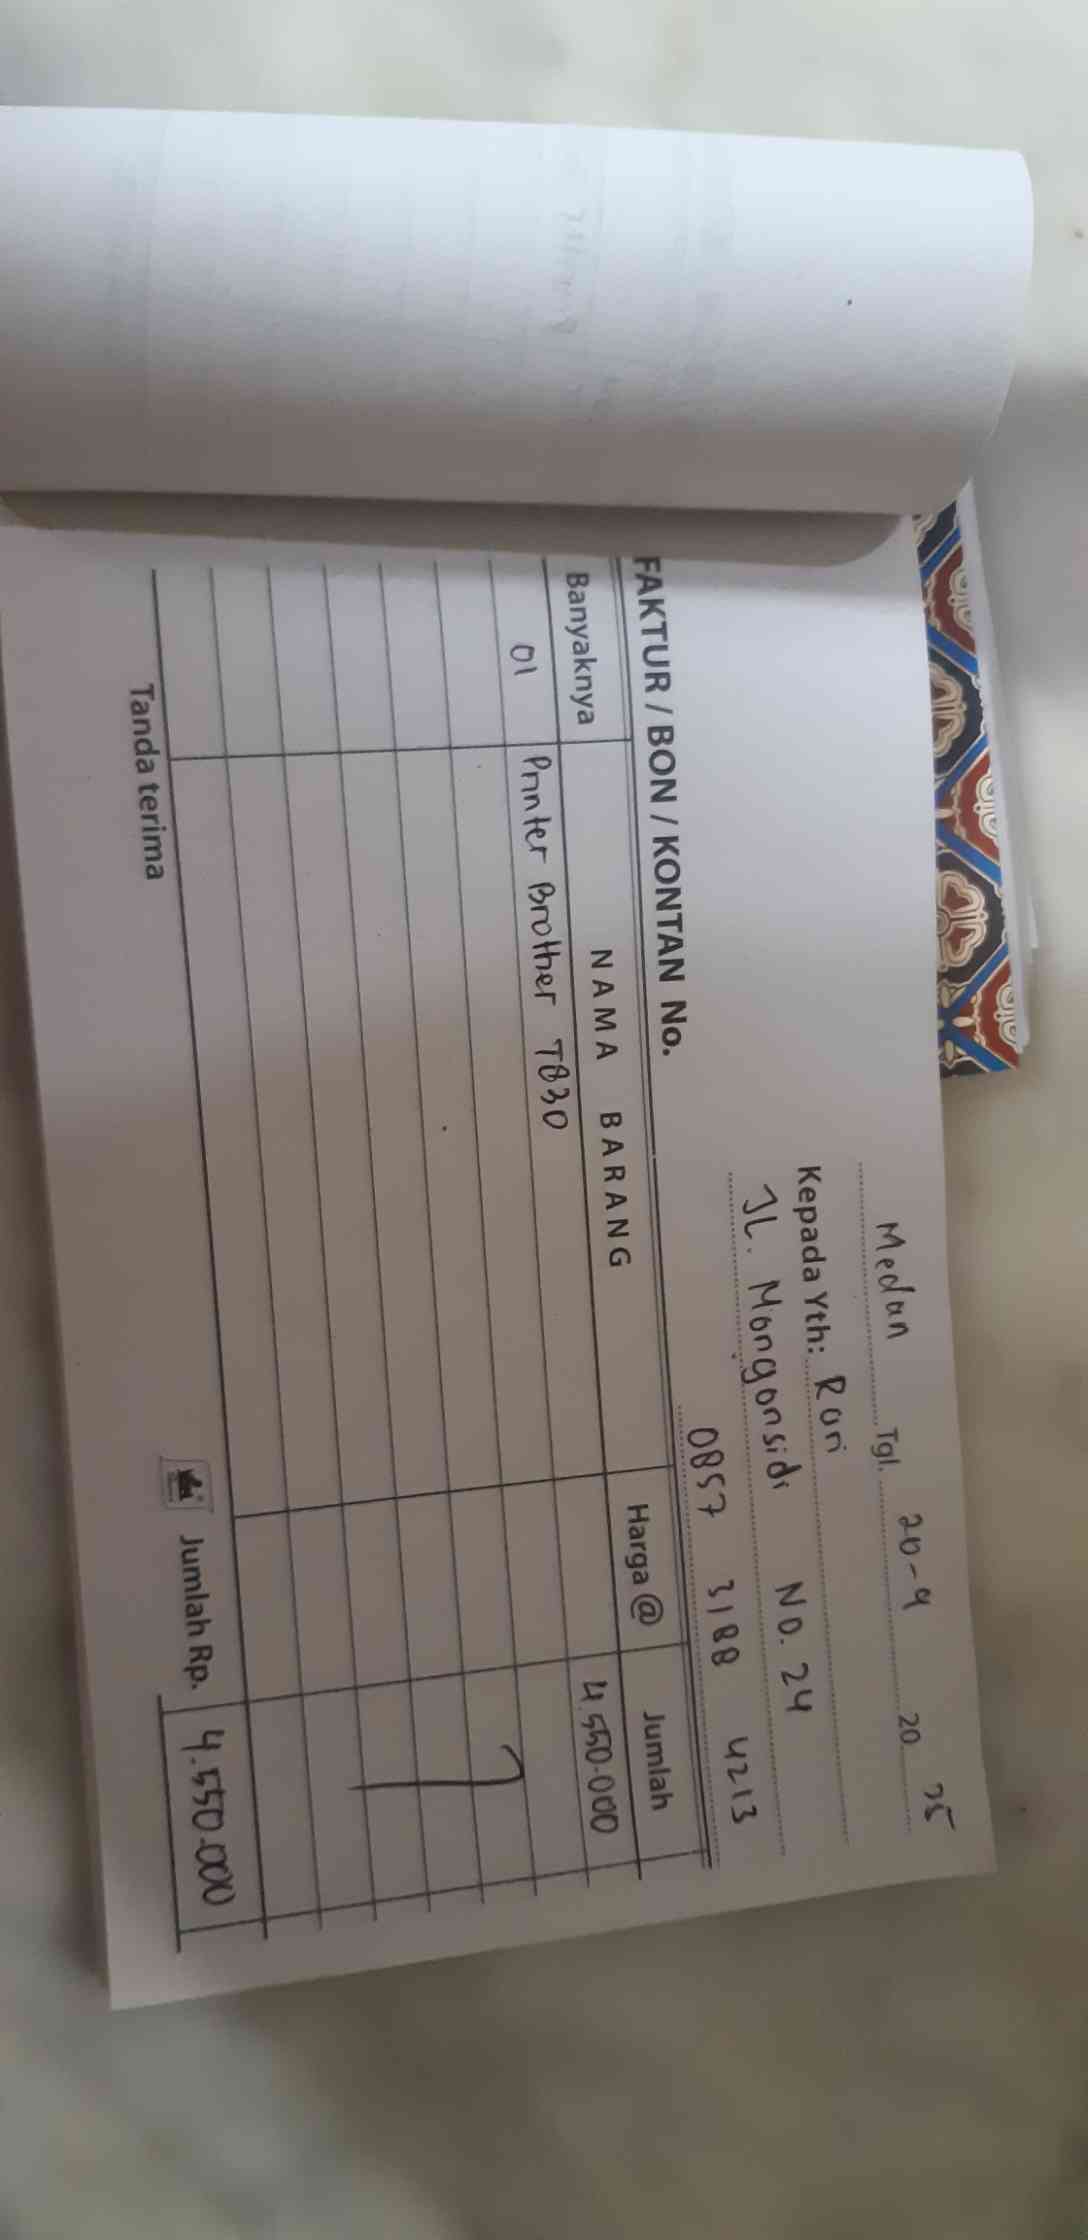 Medan Tgl. 20-9 20 25
Kepada Yth: Rori
JL. Mongonsidi No. 24
0857 3188 4213
FAKTUR / BON / KONTAN No.
Banyaknya NAMA BARANG Harga @ Jumlah
01 Printer Brother T830 4.550.000
Tanda terima Jumlah Rp. 4.550.000